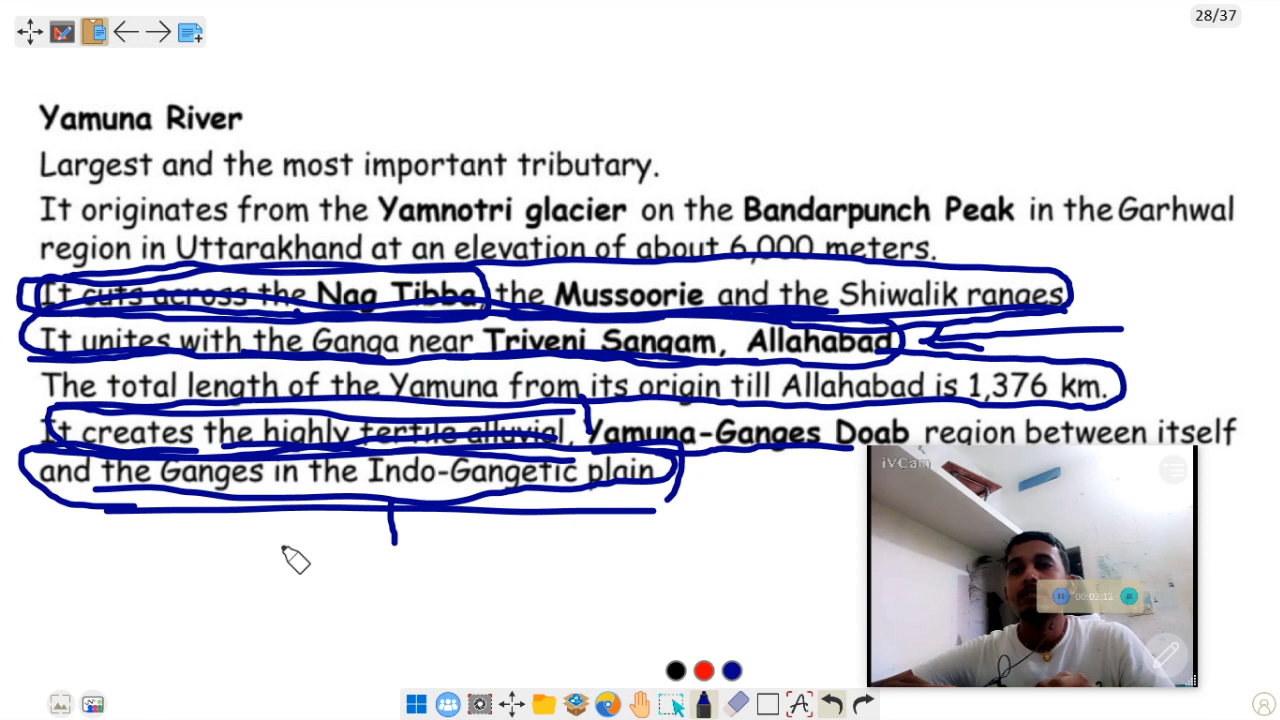 28/37
Yamuna River
Largest and the most important tributary.
It originates from the Yamnotri glacier on the Bandarpunch Peak in the Garhwal
region in Uttarakhand at an elevation of about 6,000 meters.
It cuts across the Nag Tibba, the Mussoorie and the Shiwalik ranges
It unites with the Ganga near Triveni Sangam, Allahabad
The total length of the Yamuna from its origin till Allahabad is 1,376 km.
It creates the highly fertile alluvial, Yamuna-Ganges Doab region between itself
and the Ganges in the Indo-Gangetic plain
iVCam
00:03:12